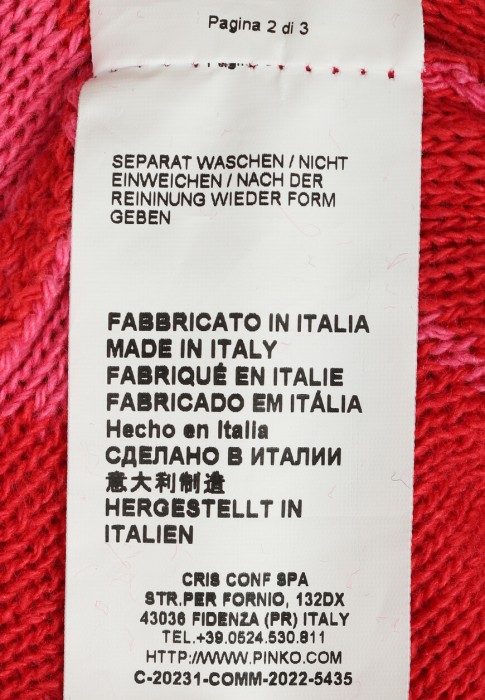 Pagina 2 di 3
SEPARAT WASCHEN / NICHT
EINWEICHEN / NACH DER
REININUNG WIEDER FORM
GEBEN
FABBRICATO IN ITALIA
MADE IN ITALY
FABRIQUÉ EN ITALIE
FABRICADO EM ITÁLIA
Hecho en Italia
СДЕЛАНО В ИТАЛИИ
意大利制造
HERGESTELLT IN
ITALIEN
CRIS CONF SPA
STR.PER FORNIO, 132DX
43036 FIDENZA (PR) ITALY
TEL.+39.0524.530.811
HTTP://WWW.PINKO.COM
C-20231-COMM-2022-5435